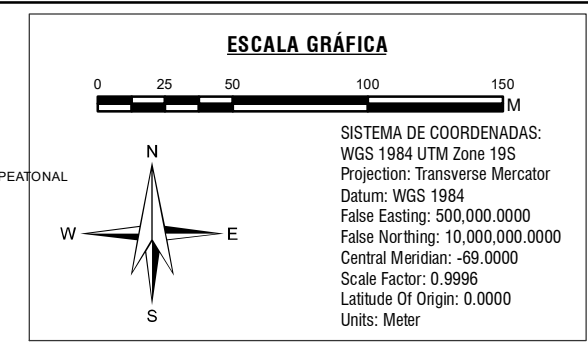 ESCALA GRÁFICA
0 25 50 100 150
M
SISTEMA DE COORDENADAS:
WGS 1984 UTM Zone 19S
Projection: Transverse Mercator
Datum: WGS 1984
False Easting: 500,000.0000
False Northing: 10,000,000.0000
Central Meridian: -69.0000
Scale Factor: 0.9996
Latitude Of Origin: 0.0000
Units: Meter
N
PEATONAL
W E
S